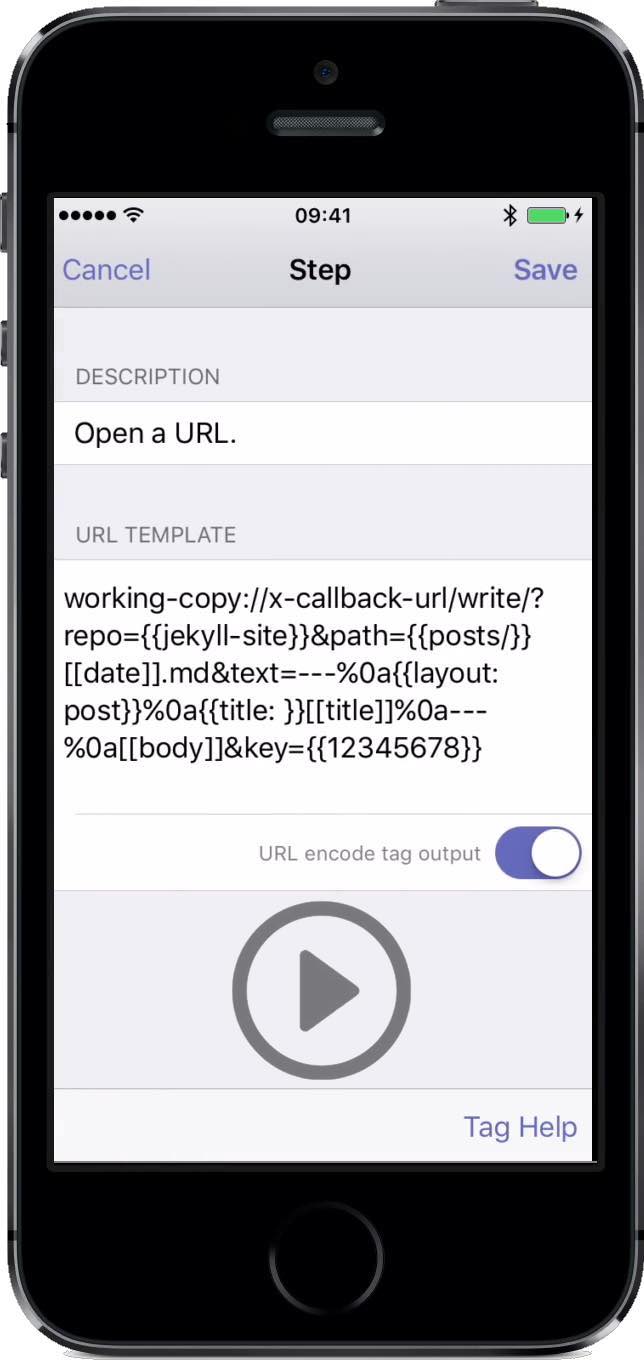 09:41
Cancel Step Save
DESCRIPTION
Open a URL.
URL TEMPLATE
working-copy://x-callback-url/write/?
repo={{jekyll-site}}&path={{posts/}}
[[date]].md&text=---%0a{{layout:
post}}%0a{{title: }}[[title]]%0a---
%0a[[body]]&key={{12345678}}
URL encode tag output
Tag Help